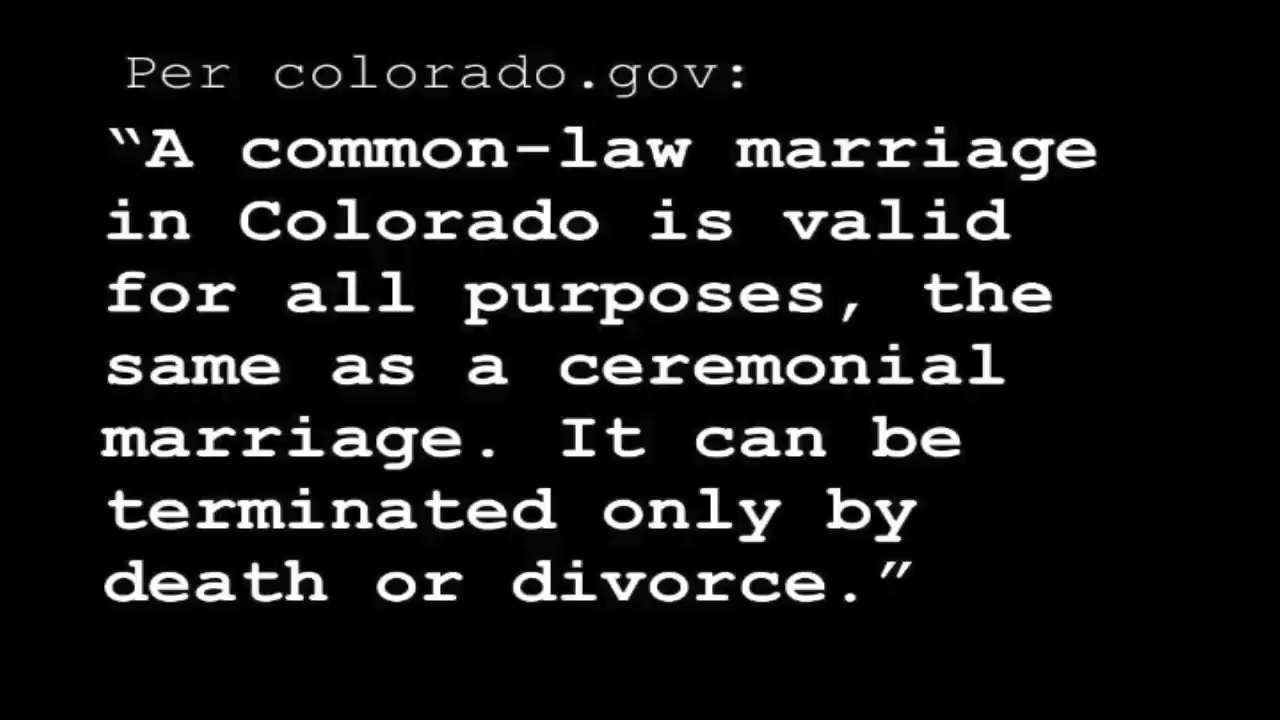 Per colorado.gov:
“A common-law marriage
in Colorado is valid
for all purposes, the
same as a ceremonial
marriage. It can be
terminated only by
death or divorce.”